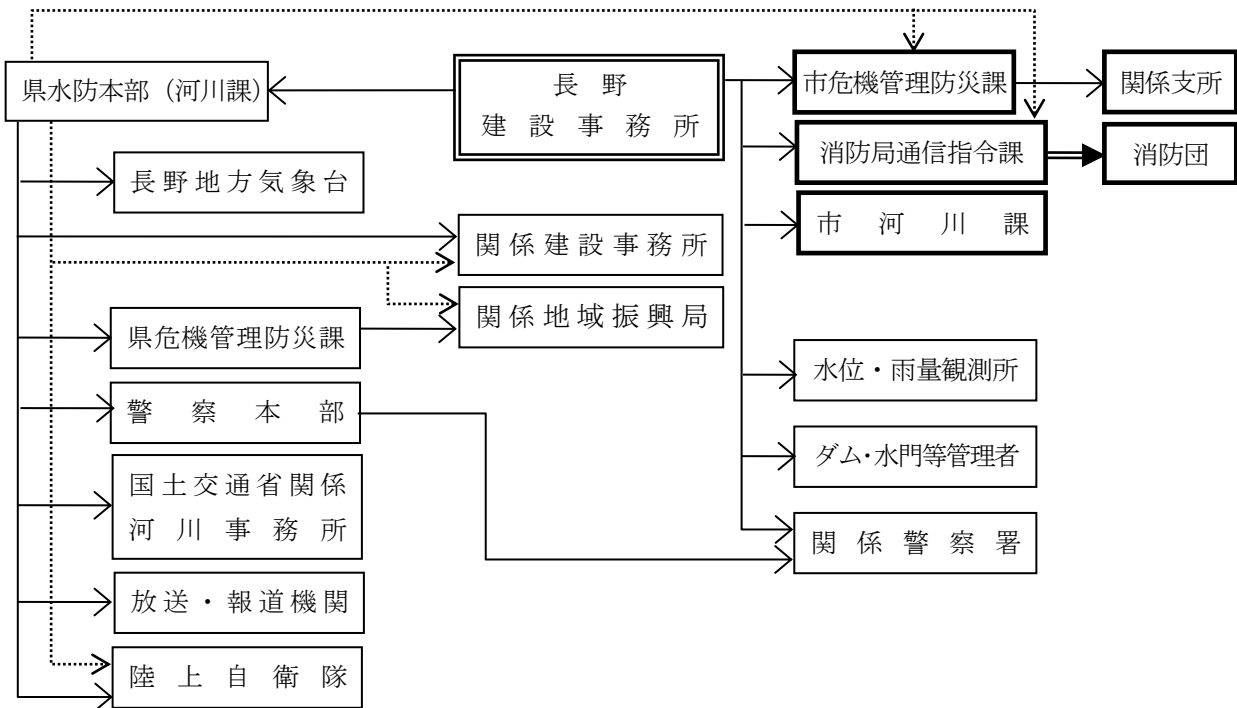 県水防本部（河川課）
長野
建設事務所
市危機管理防災課
関係支所
消防局通信指令課
消防団
市河川課
長野地方気象台
関係建設事務所
関係地域振興局
県危機管理防災課
水位・雨量観測所
警察本部
ダム・水門等管理者
国土交通省関係
河川事務所
関係警察署
放送・報道機関
陸上自衛隊